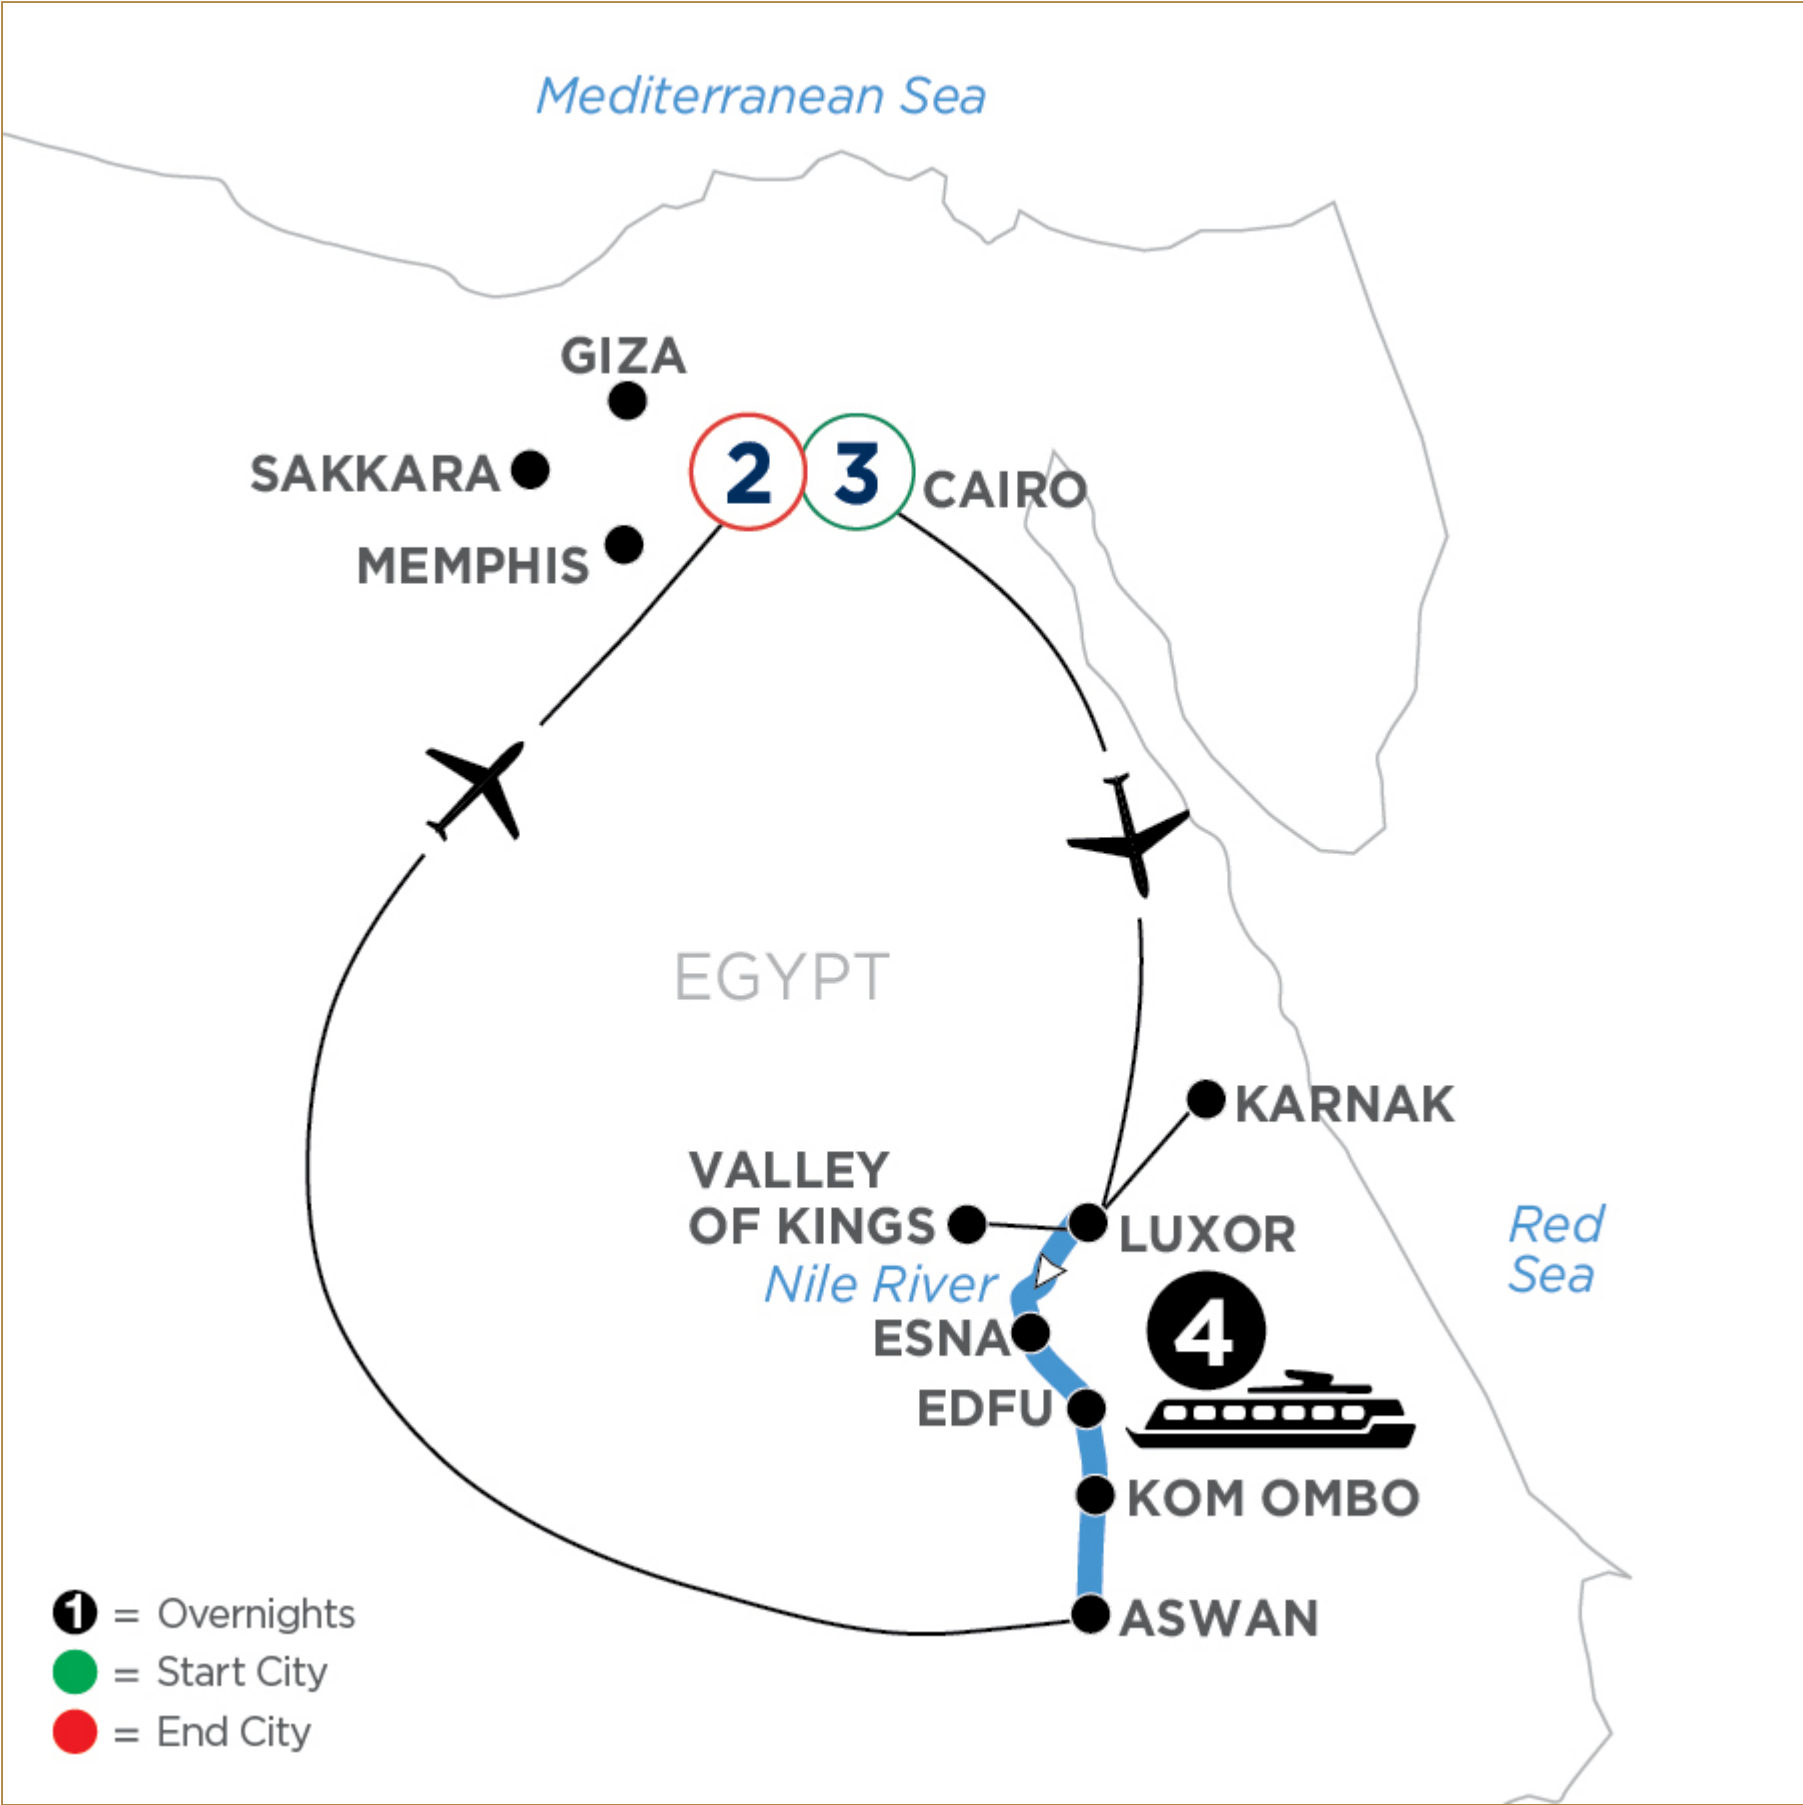 Mediterranean Sea
GIZA
SAKKARA
2 3 CAIRO
MEMPHIS
EGYPT
KARNAK
VALLEY
OF KINGS
LUXOR
Red
Sea
Nile River
ESNA
4
EDFU
KOM OMBO
ASWAN
1 = Overnights
= Start City
= End City